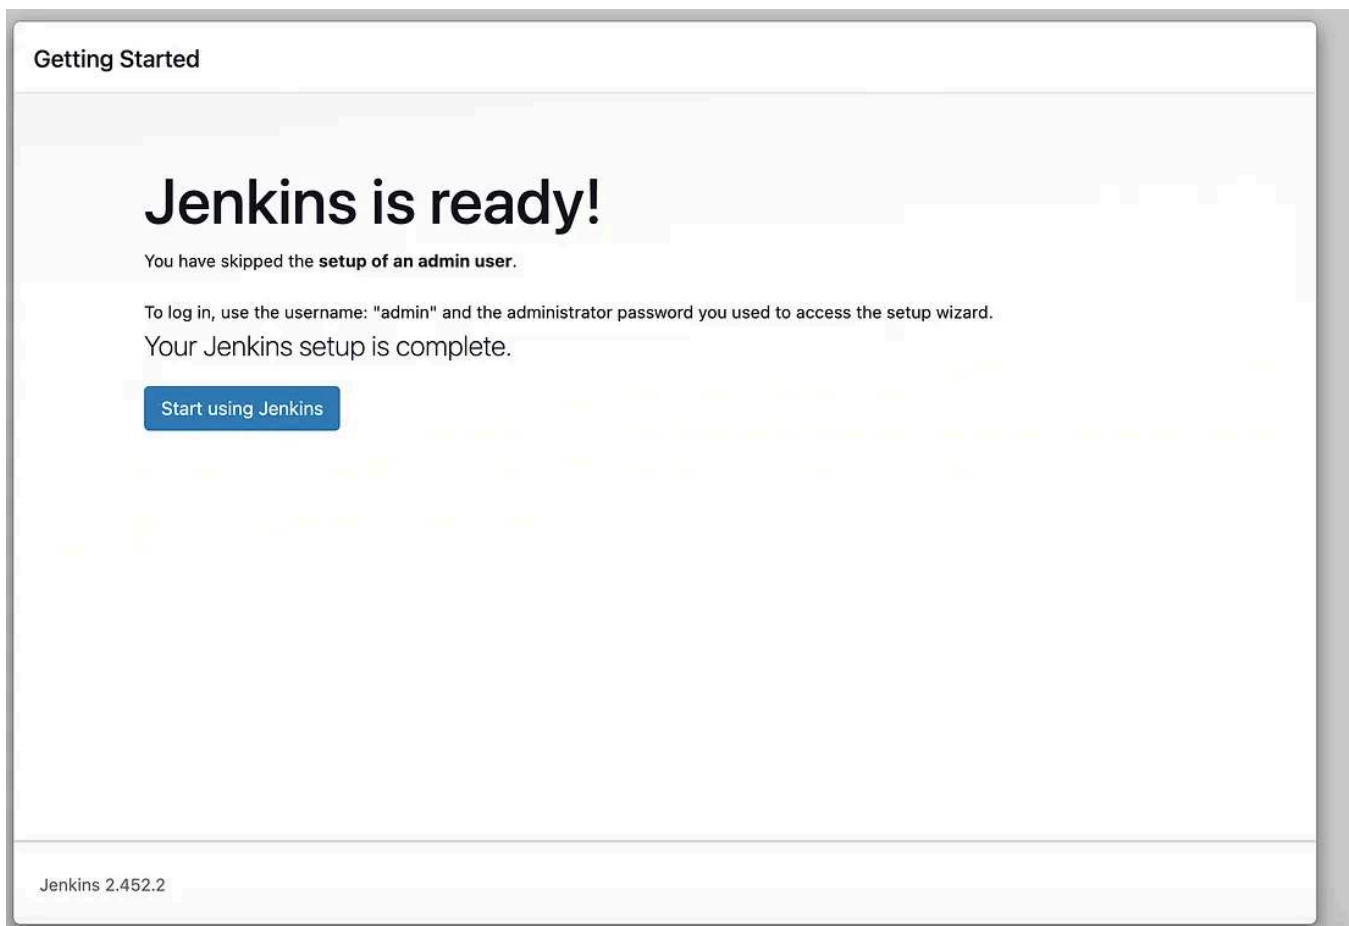 Getting Started
Jenkins is ready!
You have skipped the setup of an admin user.
To log in, use the username: "admin" and the administrator password you used to access the setup wizard.
Your Jenkins setup is complete.
Start using Jenkins
Jenkins 2.452.2